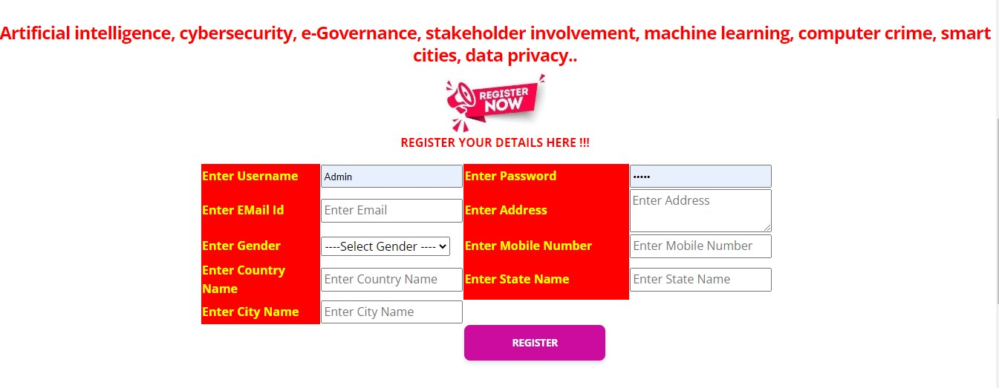 Artificial intelligence, cybersecurity, e-Governance, stakeholder involvement, machine learning, computer crime, smart
cities, data privacy..
REGISTER
NOW
REGISTER YOUR DETAILS HERE !!!
Enter Username Admin Enter Password •••••
Enter EMail Id Enter Email Enter Address Enter Address
Enter Gender ----Select Gender ---- Enter Mobile Number Enter Mobile Number
Enter Country
Name Enter Country Name Enter State Name Enter State Name
Enter City Name Enter City Name
REGISTER